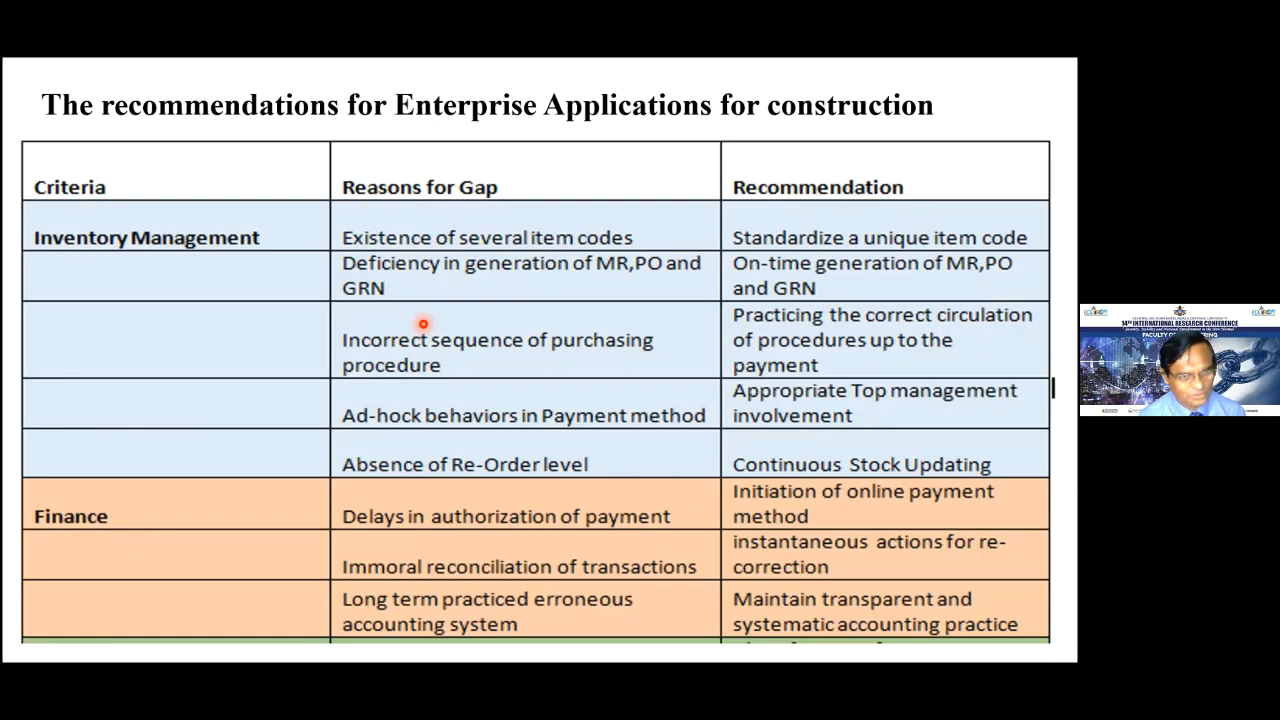 The recommendations for Enterprise Applications for construction
Criteria
Reasons for Gap
Recommendation
Inventory Management
Existence of several item codes
Standardize a unique item code
Deficiency in generation of MR,PO and
GRN
On-time generation of MR,PO
and GRN
Incorrect sequence of purchasing
procedure
Practicing the correct circulation
of procedures up to the
payment
Ad-hock behaviors in Payment method
Appropriate Top management
involvement
Absence of Re-Order level
Continuous Stock Updating
Finance
Delays in authorization of payment
Initiation of online payment
method
Immoral reconciliation of transactions
instantaneous actions for re-
correction
Long term practiced erroneous
accounting system
Maintain transparent and
systematic accounting practice
14th INTERNATIONAL RESEARCH CONFERENCE